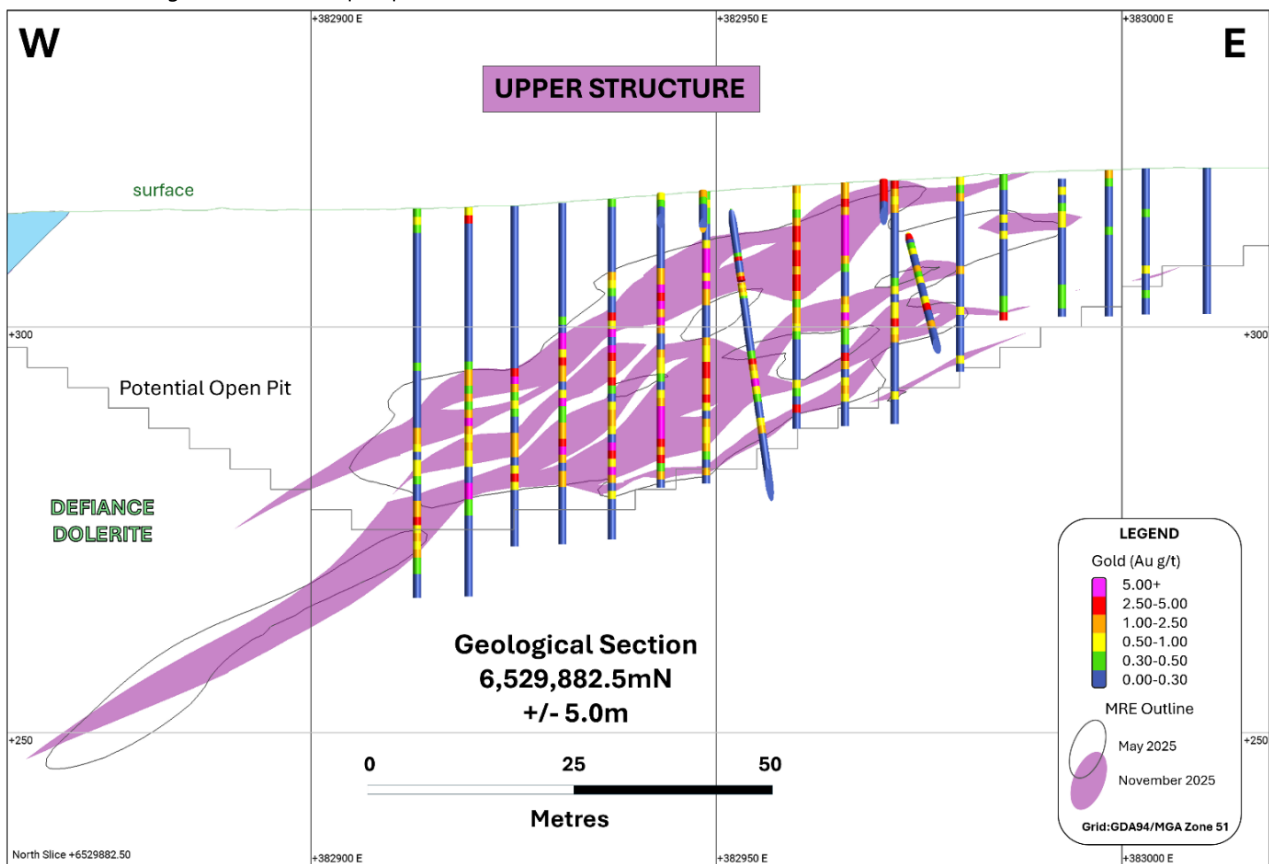 +382900 E
+382950 E
+383000 E
W
E
UPPER STRUCTURE
surface
+300
+300
Potential Open Pit
DEFIANCE
DOLERITE
Geological Section
6,529,882.5mN
+/- 5.0m
0
25
50
Metres
LEGEND
Gold (Au g/t)
5.00+
2.50-5.00
1.00-2.50
0.50-1.00
0.30-0.50
0.00-0.30
MRE Outline
May 2025
November 2025
Grid:GDA94/MGA Zone 51
+250
+250
North Slice +6529882.50
+382900 E
+382950 E
+383000 E